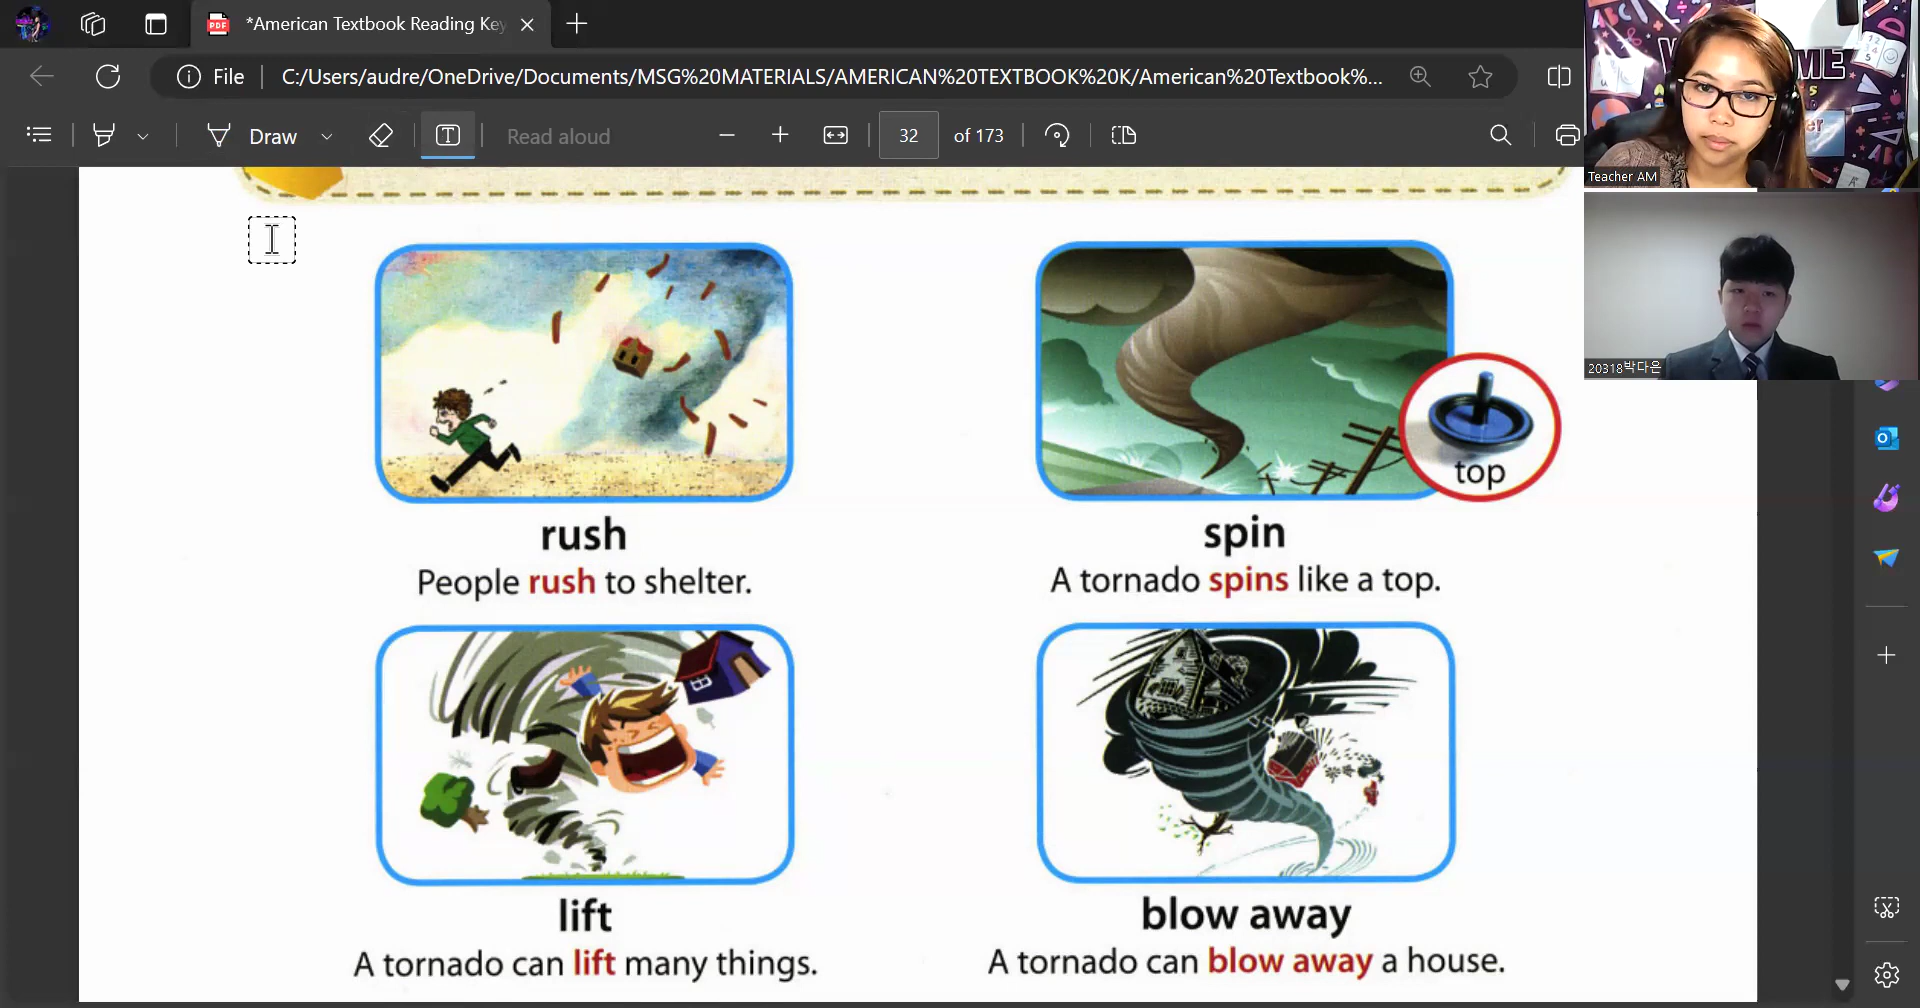 *American Textbook Reading Key
File
C:/Users/audre/OneDrive/Documents/MSG%20MATERIALS/AMERICAN%20TEXTBOOK%20K/American%20Textbook%...
Draw
Read aloud
32 of 173
Teacher AM
20318박다은
top
rush
People rush to shelter.
spin
A tornado spins like a top.
lift
A tornado can lift many things.
blow away
A tornado can blow away a house.